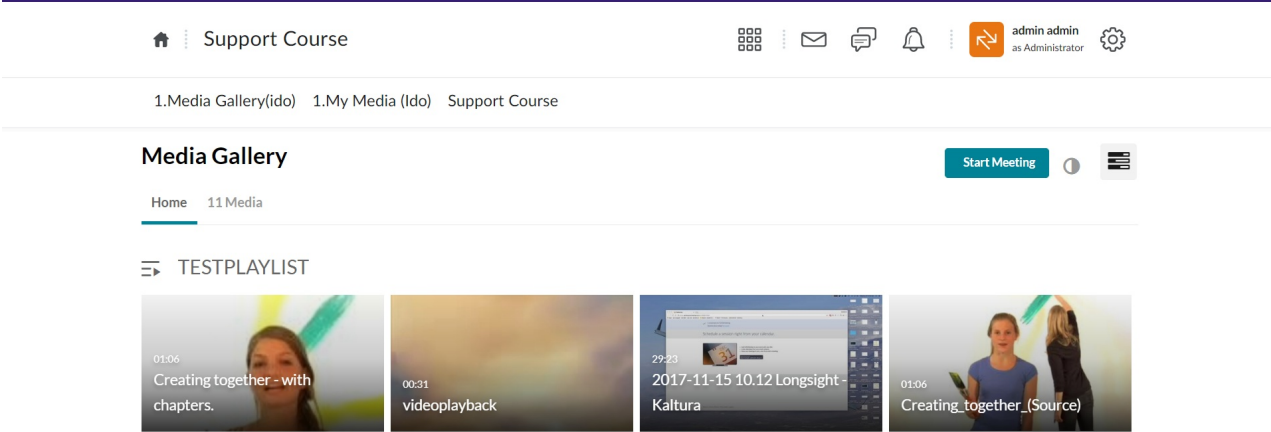 Support Course
admin admin
as Administrator
1.Media Gallery(ido) 1.My Media (Ido) Support Course
Media Gallery
Start Meeting
Home 11 Media
TESTPLAYLIST
01:06
Creating together - with
chapters.
00:31
videoplayback
29:23
2017-11-15 10.12 Longsight -
Kaltura
01:06
Creating_together_(Source)